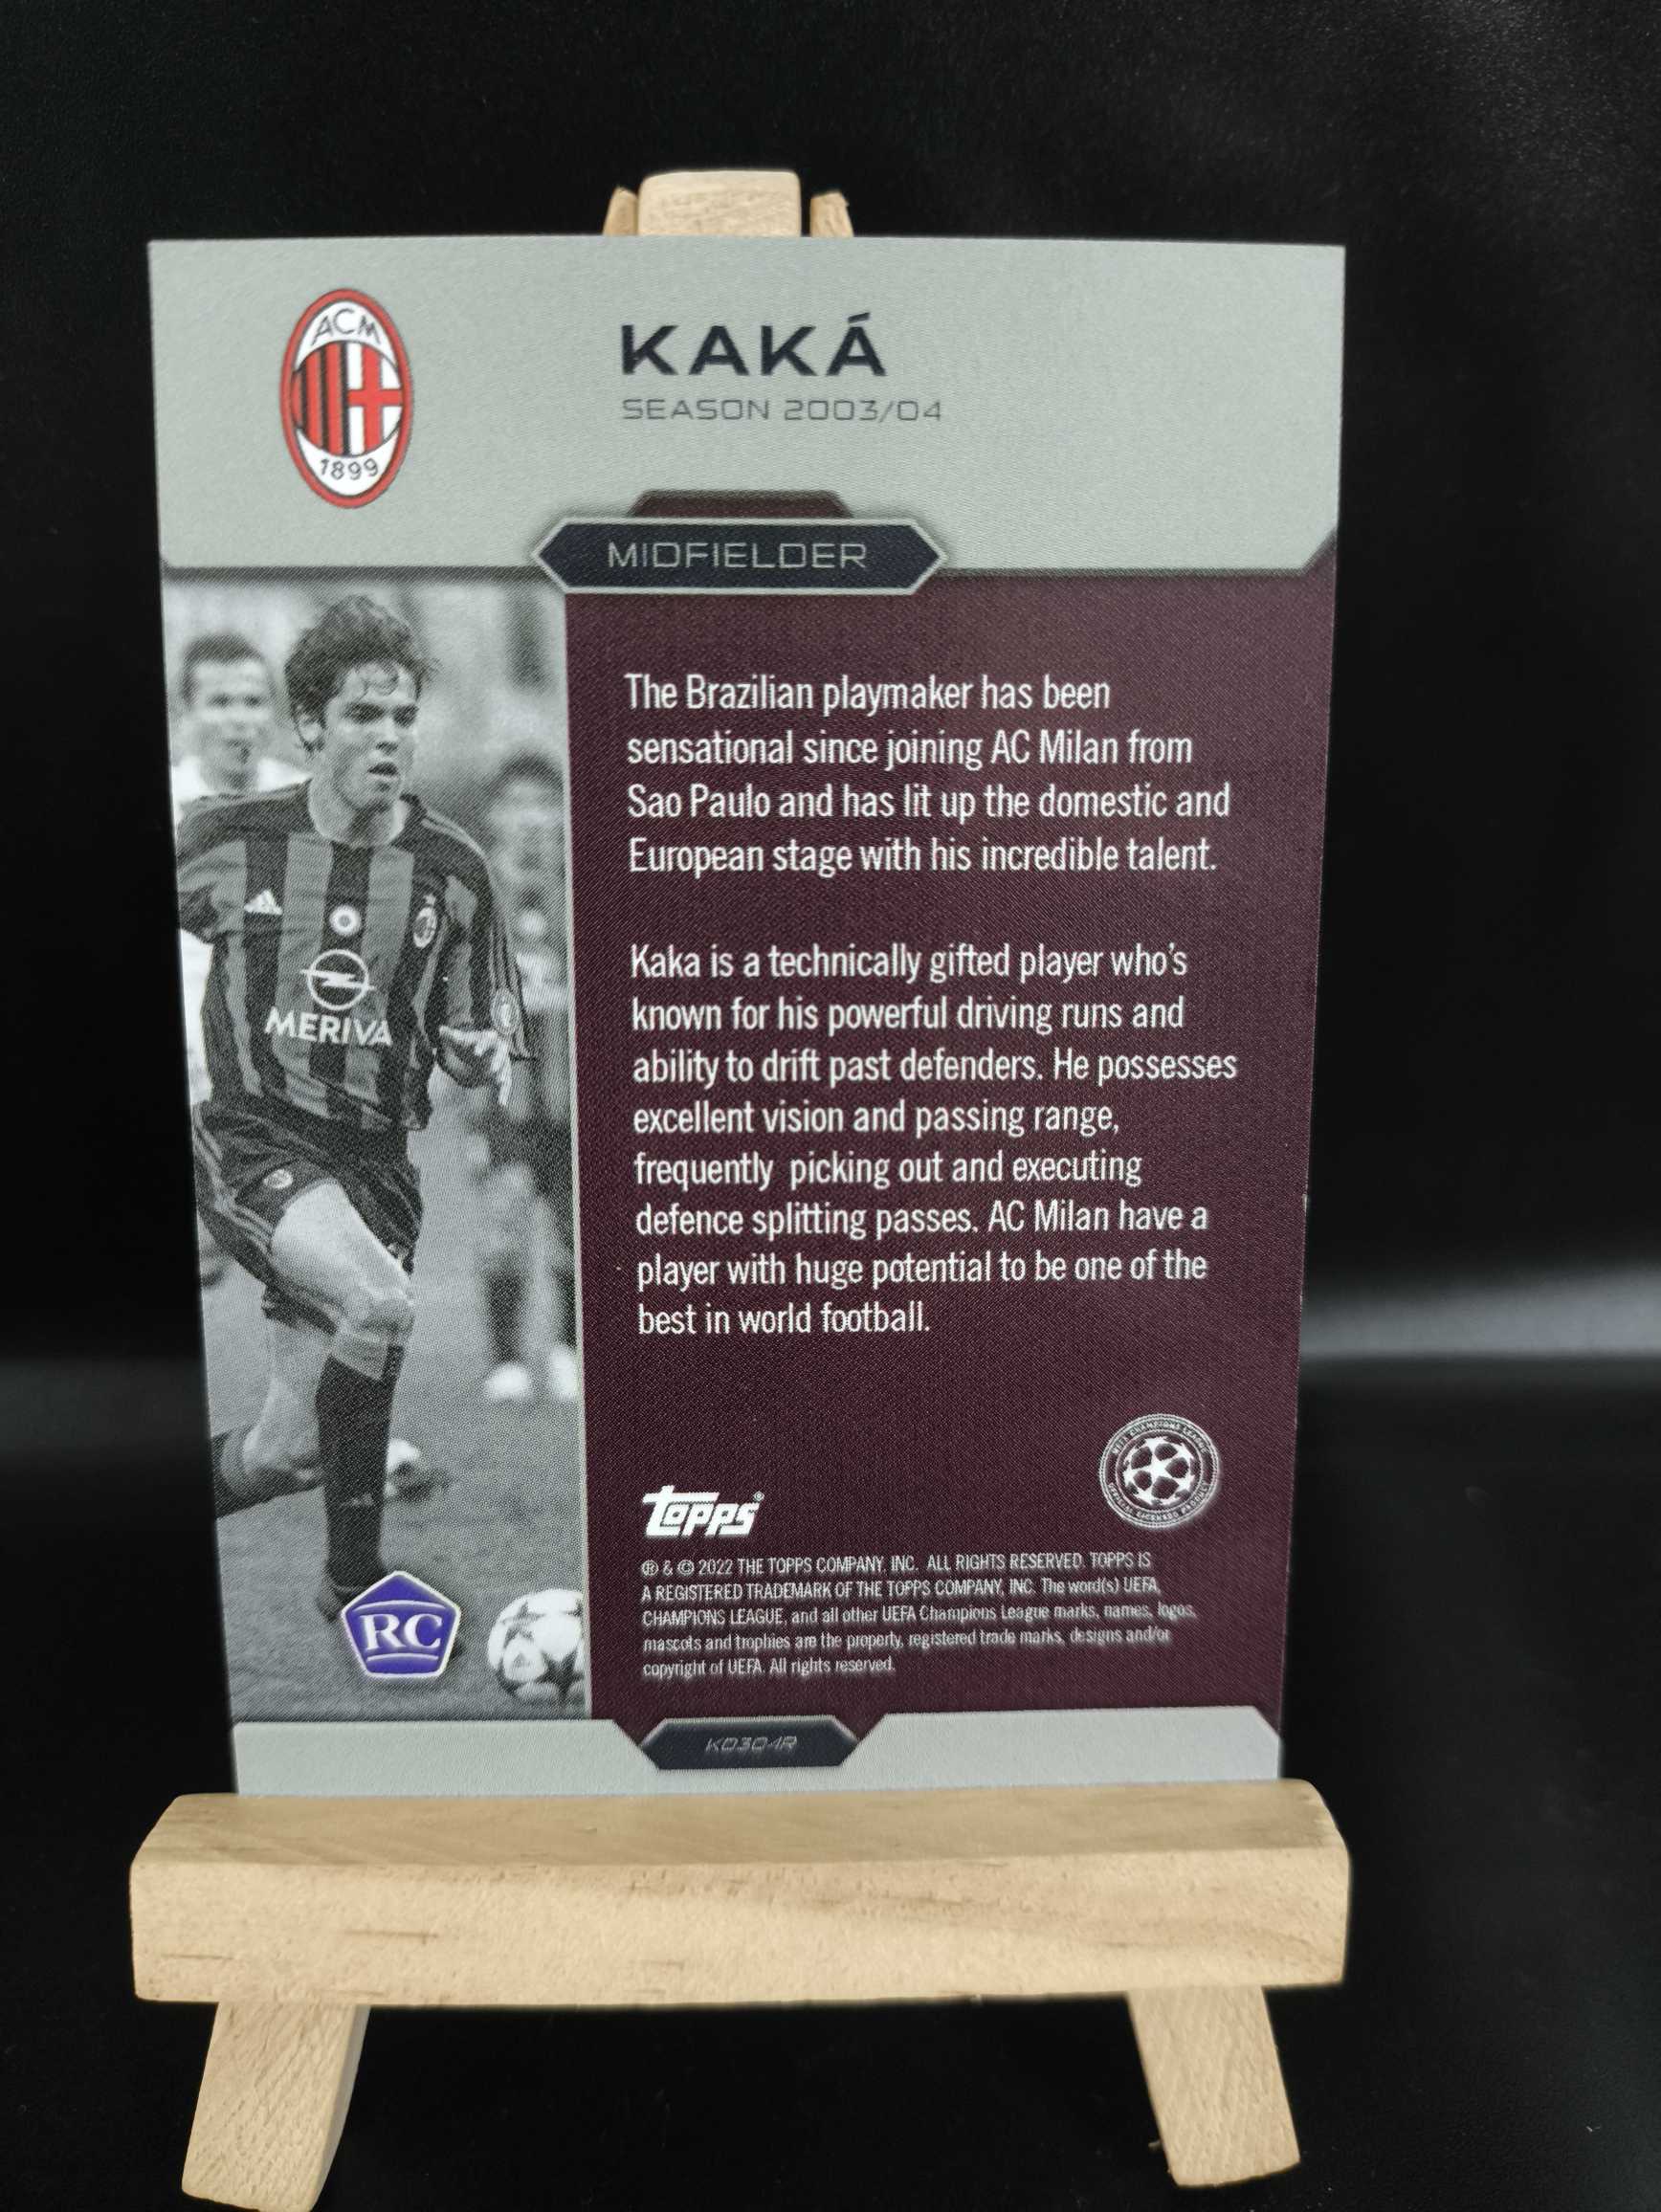 ACM
1899
KAKÁ
SEASON 2003/04
MIDFIELDER
The Brazilian playmaker has been
sensational since joining AC Milan from
Sao Paulo and has lit up the domestic and
European stage with his incredible talent.
Kaka is a technically gifted player who's
known for his powerful driving runs and
ability to drift past defenders. He possesses
excellent vision and passing range,
frequently picking out and executing
defence splitting passes. AC Milan have a
player with huge potential to be one of the
best in world football.
MERIVA
RC
topps®
UEFA CHAMPIONS LEAGUE
OFFICIAL LICENSED PRODUCT
® & © 2022 THE TOPPS COMPANY, INC. ALL RIGHTS RESERVED. TOPPS IS
A REGISTERED TRADEMARK OF THE TOPPS COMPANY, INC. The word(s) UEFA,
CHAMPIONS LEAGUE, and all other UEFA Champions League marks, names, logos,
mascots and trophies are the property, registered trade marks, designs and/or
copyright of UEFA. All rights reserved.
K0304R